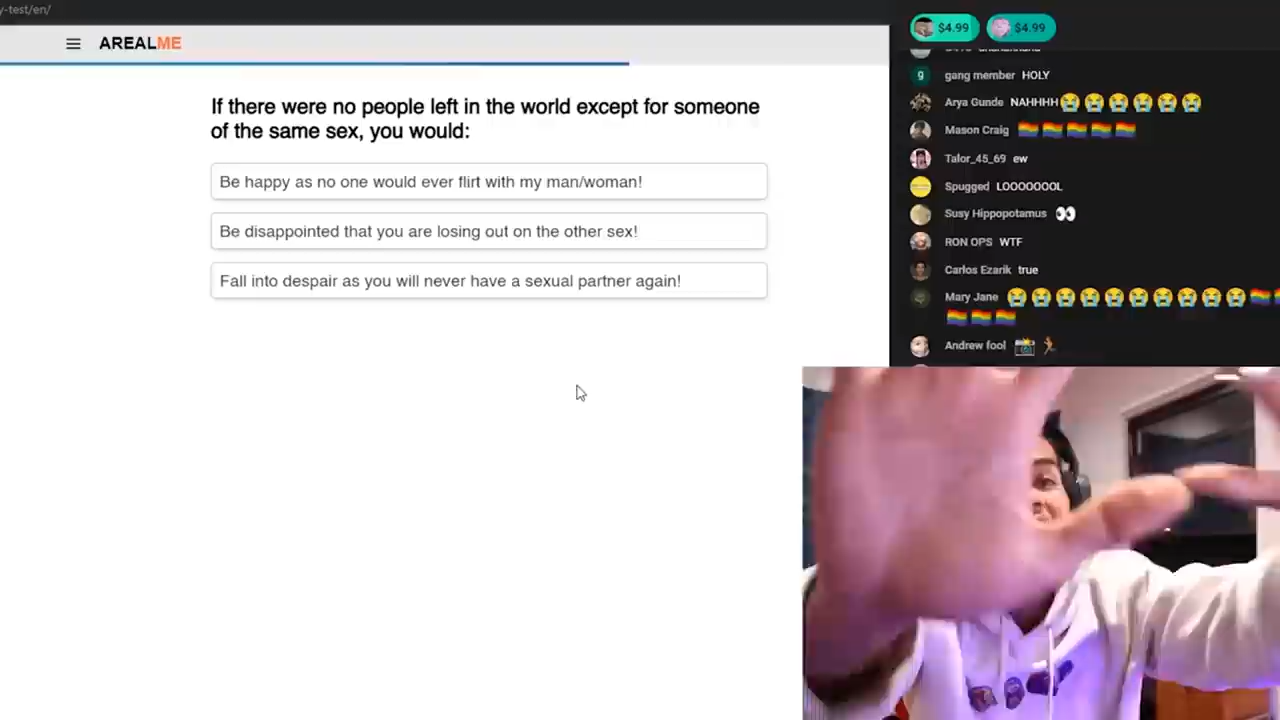 y-test/en/
AREALME
If there were no people left in the world except for someone
of the same sex, you would:
Be happy as no one would ever flirt with my man/woman!
Be disappointed that you are losing out on the other sex!
Fall into despair as you will never have a sexual partner again!
$4.99 $4.99
g gang member HOLY
Arya Gunde NAHHHH😭😭😭😭😭😭
Mason Craig 🏳️‍🌈🏳️‍🌈🏳️‍🌈🏳️‍🌈🏳️‍🌈
Talor_45_69 ew
Spugged LOOOOOOOL
Susy Hippopotamus 👀
RON OPS WTF
Carlos Ezarik true
Mary Jane 😭😭😭😭😭😭😭😭😭😭🏳️‍🌈🏳️‍🌈
🏳️‍🌈🏳️‍🌈🏳️‍🌈
Andrew fool 📸🏃